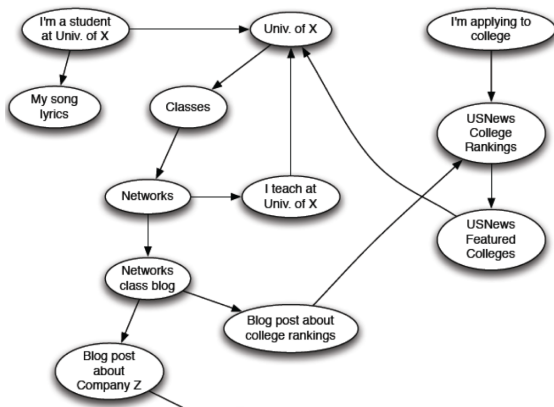 I'm a student
at Univ. of X
Univ. of X
I'm applying to
college
My song
lyrics
Classes
USNews
College
Rankings
Networks
I teach at
Univ. of X
USNews
Featured
Colleges
Networks
class blog
Blog post about
college rankings
Blog post
about
Company Z